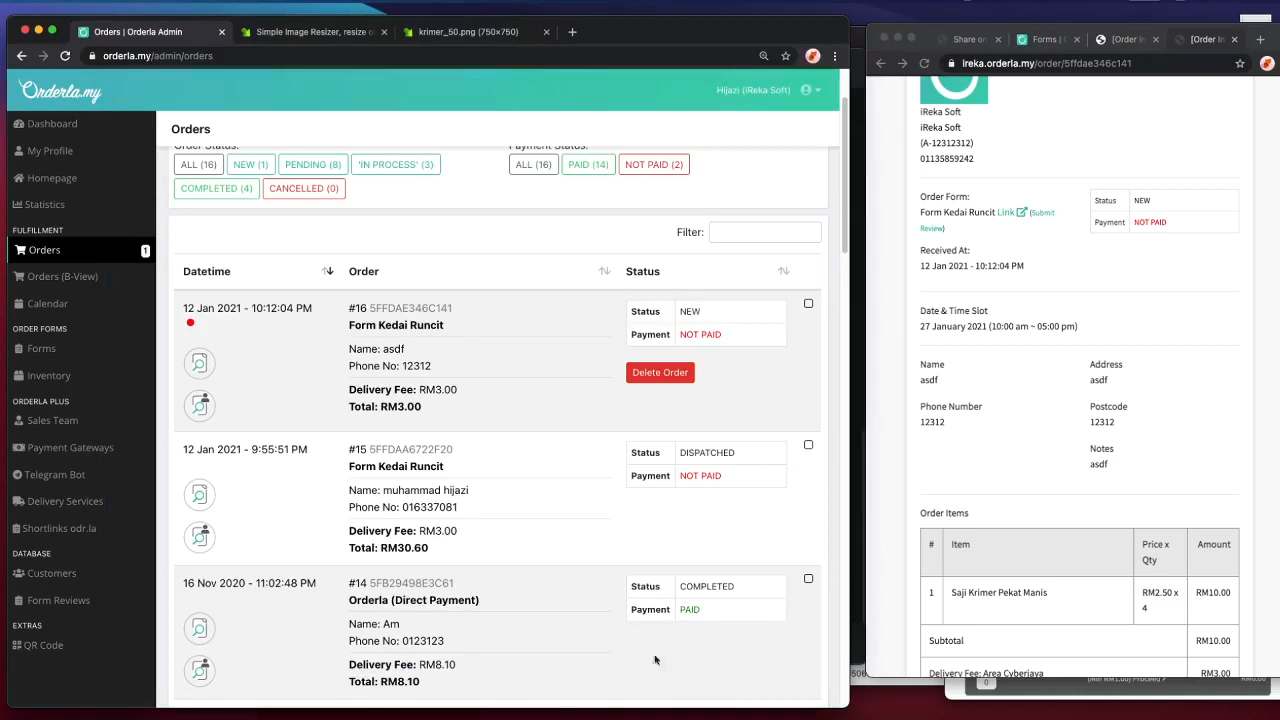 Orders | Orderla Admin
Simple Image Resizer, resize o
krimer_50.png (750×750)
orderla.my/admin/orders
Orderla.my
Hijazi (iReka Soft)
Dashboard
My Profile
Homepage
Statistics
FULFILLMENT
Orders 1
Orders (B-View)
Calendar
ORDER FORMS
Forms
Inventory
ORDERLA PLUS
Sales Team
Payment Gateways
Telegram Bot
Delivery Services
Shortlinks odr.la
DATABASE
Customers
Form Reviews
EXTRAS
QR Code
Orders
Order Status:
ALL (16) NEW (1) PENDING (8) 'IN PROCESS' (3)
COMPLETED (4) CANCELLED (0)
Payment Status:
ALL (16) PAID (14) NOT PAID (2)
Filter:
Datetime Order Status
12 Jan 2021 - 10:12:04 PM
#16 5FFDAE346C141
Form Kedai Runcit
Name: asdf
Phone No: 12312
Delivery Fee: RM3.00
Total: RM3.00
Status NEW
Payment NOT PAID
Delete Order
12 Jan 2021 - 9:55:51 PM
#15 5FFDAA6722F20
Form Kedai Runcit
Name: muhammad hijazi
Phone No: 016337081
Delivery Fee: RM3.00
Total: RM30.60
Status DISPATCHED
Payment NOT PAID
16 Nov 2020 - 11:02:48 PM
#14 5FB29498E3C61
Orderla (Direct Payment)
Name: Am
Phone No: 0123123
Delivery Fee: RM8.10
Total: RM8.10
Status COMPLETED
Payment PAID
Share on
Forms | O
[Order In
[Order In
ireka.orderla.my/order/5ffdae346c141
iReka Soft
iReka Soft
(A-12312312)
01135859242
Order Form:
Form Kedai Runcit Link (Submit
Review)
Status NEW
Payment NOT PAID
Received At:
12 Jan 2021 - 10:12:04 PM
Date & Time Slot
27 January 2021 (10:00 am ~ 05:00 pm)
Name
asdf
Address
asdf
Phone Number
12312
Postcode
12312
Notes
asdf
Order Items
# Item Price x Amount
Qty
1 Saji Krimer Pekat Manis RM2.50 x RM10.00
4
Subtotal RM10.00
Delivery Fee: Area Cyberjaya RM3.00
0
Proceed >